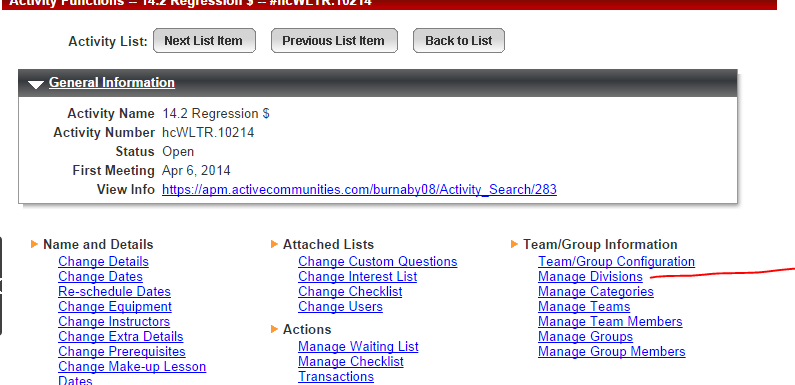 Activity Functions -- 14.2 Regression $ -- #hcWLTR.10214
Activity List: Next List Item Previous List Item Back to List
General Information
Activity Name 14.2 Regression $
Activity Number hcWLTR.10214
Status Open
First Meeting Apr 6, 2014
View Info https://apm.activecommunities.com/burnaby08/Activity_Search/283
Name and Details
Change Details
Change Dates
Re-schedule Dates
Change Equipment
Change Instructors
Change Extra Details
Change Prerequisites
Change Make-up Lesson
Dates
Attached Lists
Change Custom Questions
Change Interest List
Change Checklist
Change Users
Actions
Manage Waiting List
Manage Checklist
Transactions
Team/Group Information
Team/Group Configuration
Manage Divisions
Manage Categories
Manage Teams
Manage Team Members
Manage Groups
Manage Group Members